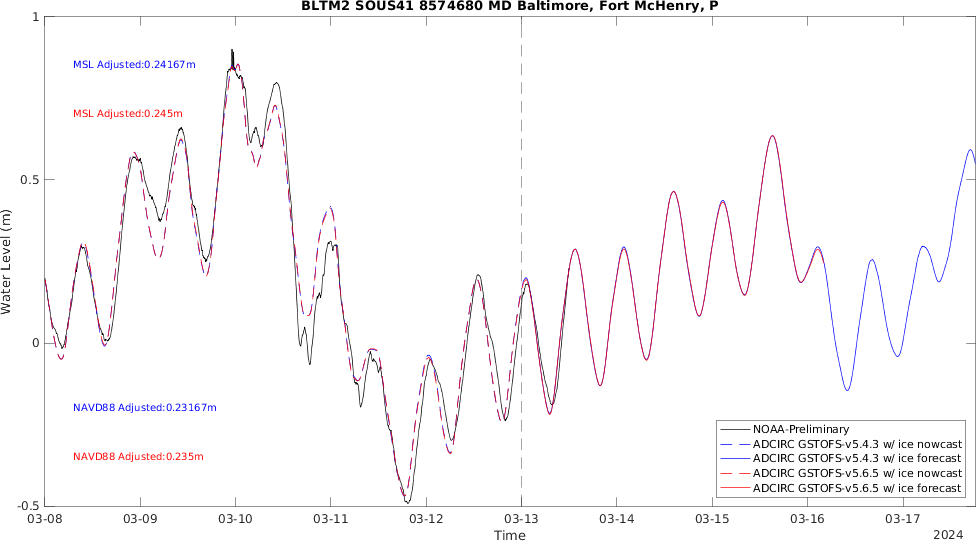 BLTM2 SOUS41 8574680 MD Baltimore, Fort McHenry, P
1
MSL Adjusted:0.24167m
MSL Adjusted:0.245m
0.5
Water Level (m)
0
NAVD88 Adjusted:0.23167m
NAVD88 Adjusted:0.235m
NOAA-Preliminary
ADCIRC GSTOFS-v5.4.3 w/ ice nowcast
ADCIRC GSTOFS-v5.4.3 w/ ice forecast
ADCIRC GSTOFS-v5.6.5 w/ ice nowcast
ADCIRC GSTOFS-v5.6.5 w/ ice forecast
-0.5
03-08 03-09 03-10 03-11 03-12 03-13 03-14 03-15 03-16 03-17
Time
2024